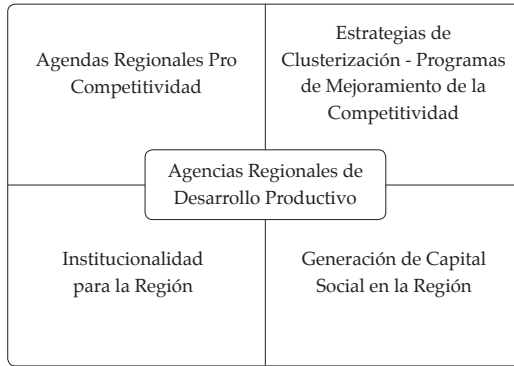 Agendas Regionales Pro
Competitividad
Estrategias de
Clusterización - Programas
de Mejoramiento de la
Competitividad
Agencias Regionales de
Desarrollo Productivo
Institucionalidad
para la Región
Generación de Capital
Social en la Región